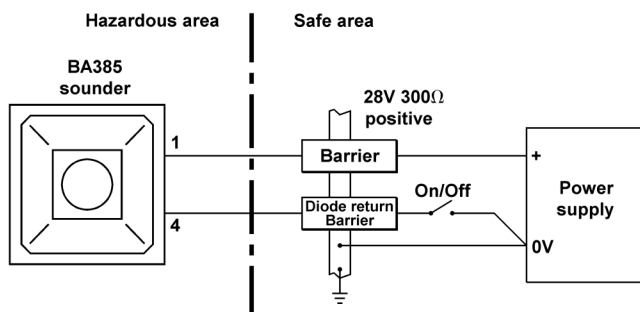 Hazardous area
Safe area
BA385
sounder
28V 300Ω
positive
1
Barrier
+
4
Diode return
Barrier
On/Off
Power
supply
0V